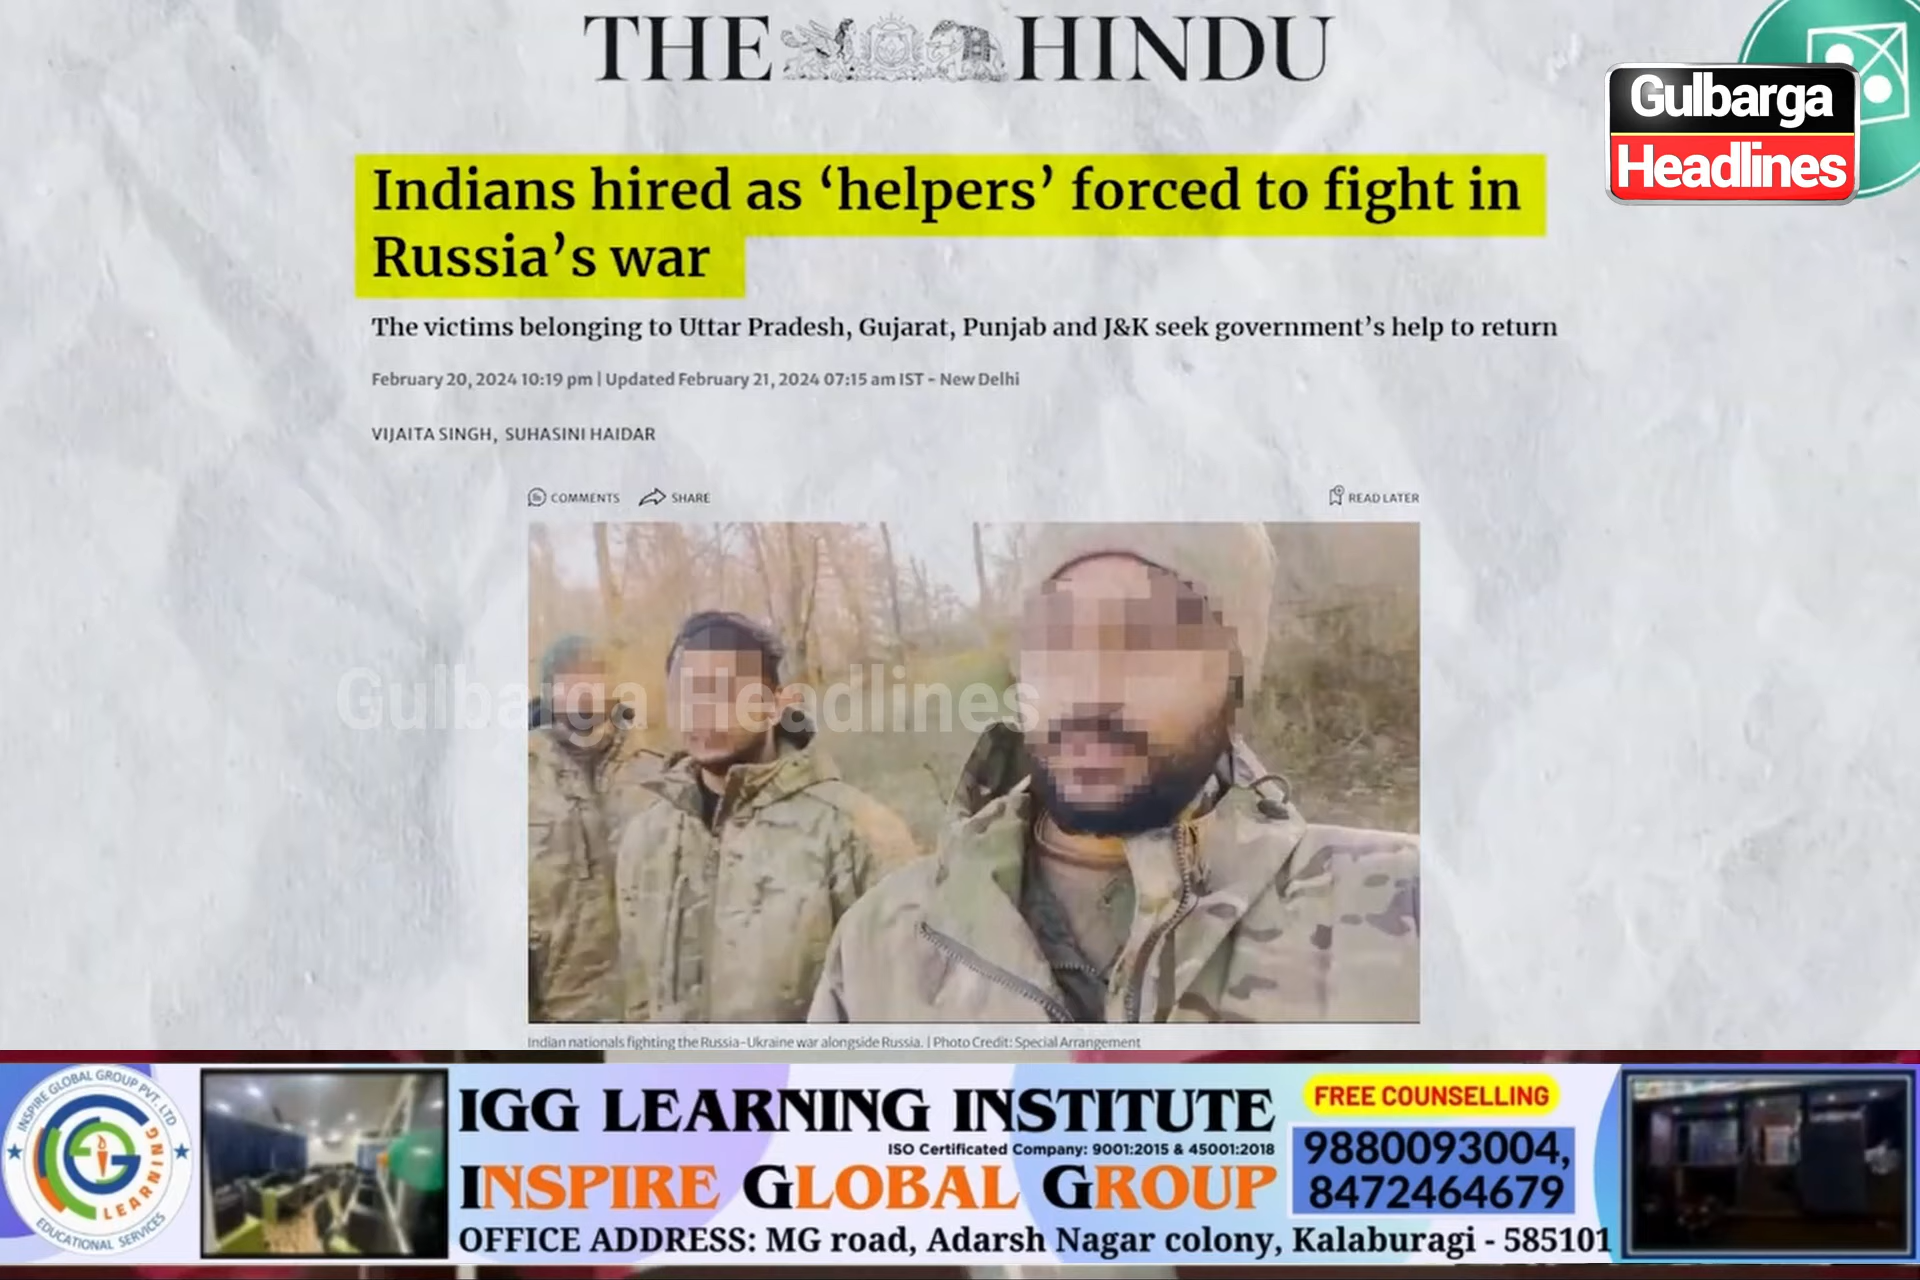 THE HINDU
Gulbarga
Headlines
Indians hired as ‘helpers’ forced to fight in
Russia’s war
The victims belonging to Uttar Pradesh, Gujarat, Punjab and J&K seek government’s help to return
February 20, 2024 10:19 pm | Updated February 21, 2024 07:15 am IST - New Delhi
VIJAITA SINGH, SUHASINI HAIDAR
COMMENTS SHARE READ LATER
Gulbarga Headlines
Indian nationals fighting the Russia-Ukraine war alongside Russia. | Photo Credit: Special Arrangement
INSPIRE GLOBAL GROUP PVT. LTD
LEARNING
EDUCATIONAL SERVICES
IGG LEARNING INSTITUTE
ISO Certificated Company: 9001:2015 & 45001:2018
INSPIRE GLOBAL GROUP
OFFICE ADDRESS: MG road, Adarsh Nagar colony, Kalaburagi - 585101
FREE COUNSELLING
9880093004,
8472464679